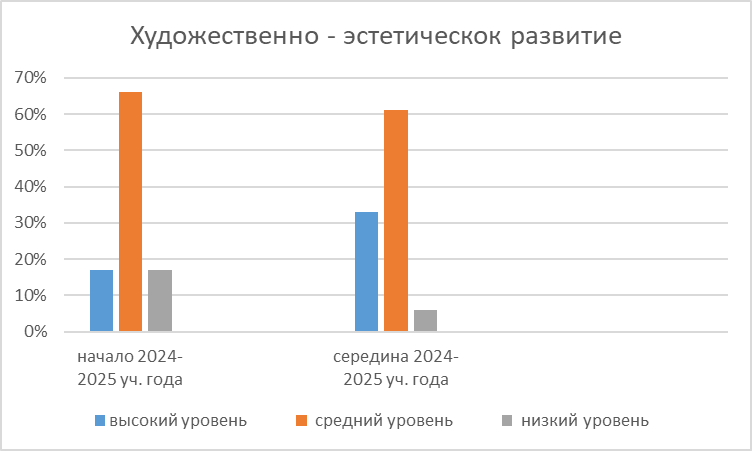 Художественно - эстетическок развитие
70%
60%
50%
40%
30%
20%
10%
0%
начало 2024-
2025 уч. года
середина 2024-
2025 уч. года
высокий уровень
средний уровень
низкий уровень